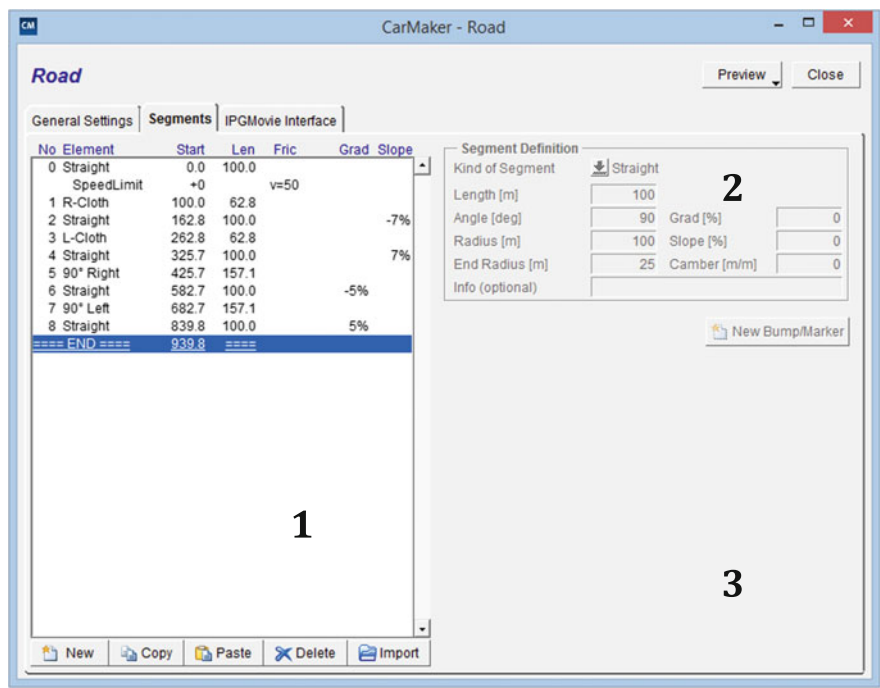 CM CarMaker - Road
Road
Preview Close
General Settings Segments IPGMovie Interface
No Element Start Len Fric Grad Slope
0 Straight 0.0 100.0
SpeedLimit +0 v=50
1 R-Cloth 100.0 62.8
2 Straight 162.8 100.0 -7%
3 L-Cloth 262.8 62.8
4 Straight 325.7 100.0 7%
5 90° Right 425.7 157.1
6 Straight 582.7 100.0 -5%
7 90° Left 682.7 157.1
8 Straight 839.8 100.0 5%
==== END ==== 939.8 ====
1
New Copy Paste Delete Import
Segment Definition
Kind of Segment Straight
2
Length [m] 100
Angle [deg] 90 Grad [%] 0
Radius [m] 100 Slope [%] 0
End Radius [m] 25 Camber [m/m] 0
Info (optional)
New Bump/Marker
3